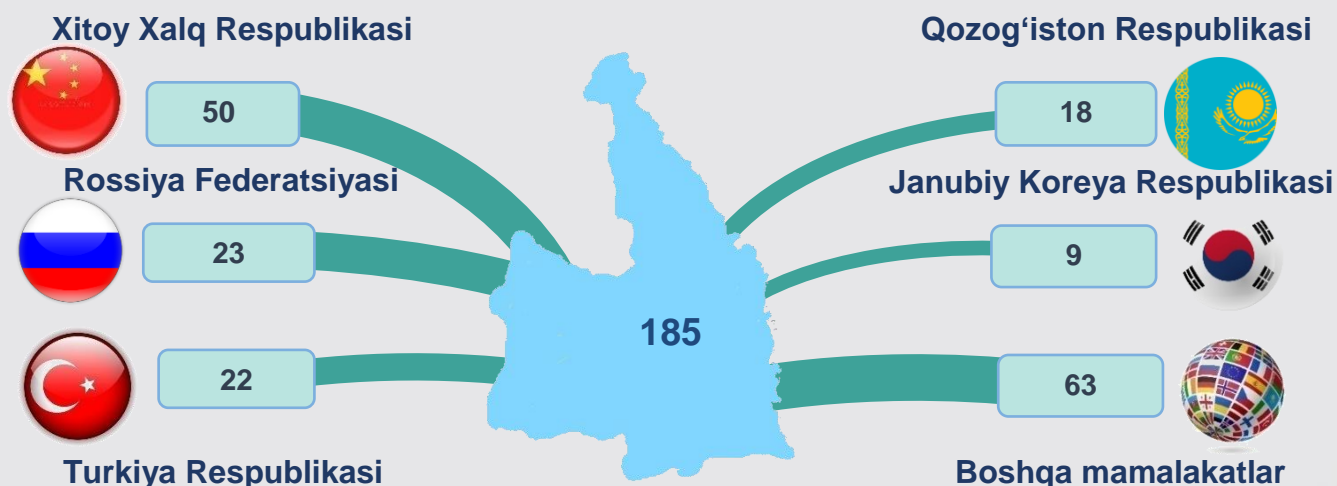 Xitoy Xalq Respublikasi
50
Rossiya Federatsiyasi
23
22
Turkiya Respublikasi
185
Qozog‘iston Respublikasi
18
Janubiy Koreya Respublikasi
9
63
Boshqa mamalakatlar